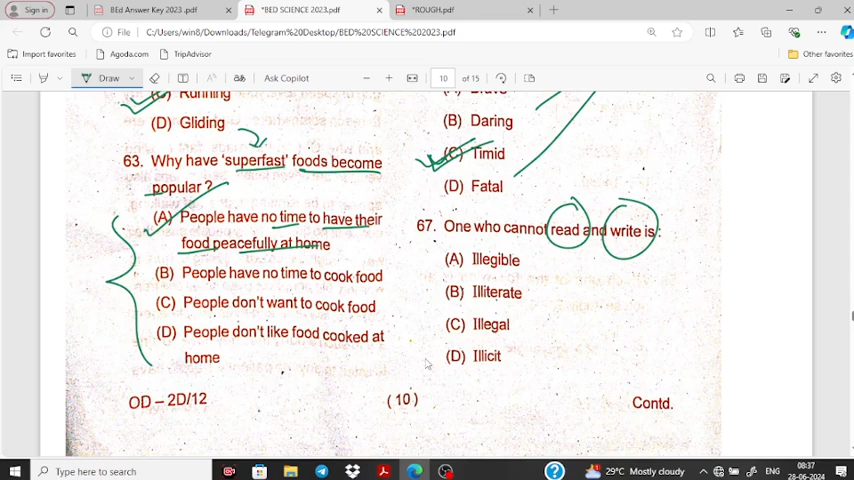 Sign in
BEd Answer Key 2023 .pdf
*BED SCIENCE 2023.pdf
*ROUGH.pdf
File
C:/Users/win8/Downloads/Telegram%20Desktop/BED%20SCIENCE%202023.pdf
Import favorites
Agoda.com
TripAdvisor
Other favorites
Draw
Ask Copilot
10
of 15
(C) Running
(D) Gliding
63. Why have 'superfast' foods become
popular ?
(A) People have no time to have their
food peacefully at home
(B) People have no time to cook food
(C) People don't want to cook food
(D) People don't like food cooked at
home
(A) Brave
(B) Daring
(C) Timid
(D) Fatal
67. One who cannot read and write is :
(A) Illegible
(B) Illiterate
(C) Illegal
(D) Illicit
OD – 2D/12
( 10 )
Contd.
Type here to search
29°C Mostly cloudy
ENG
08:37
28-06-2024